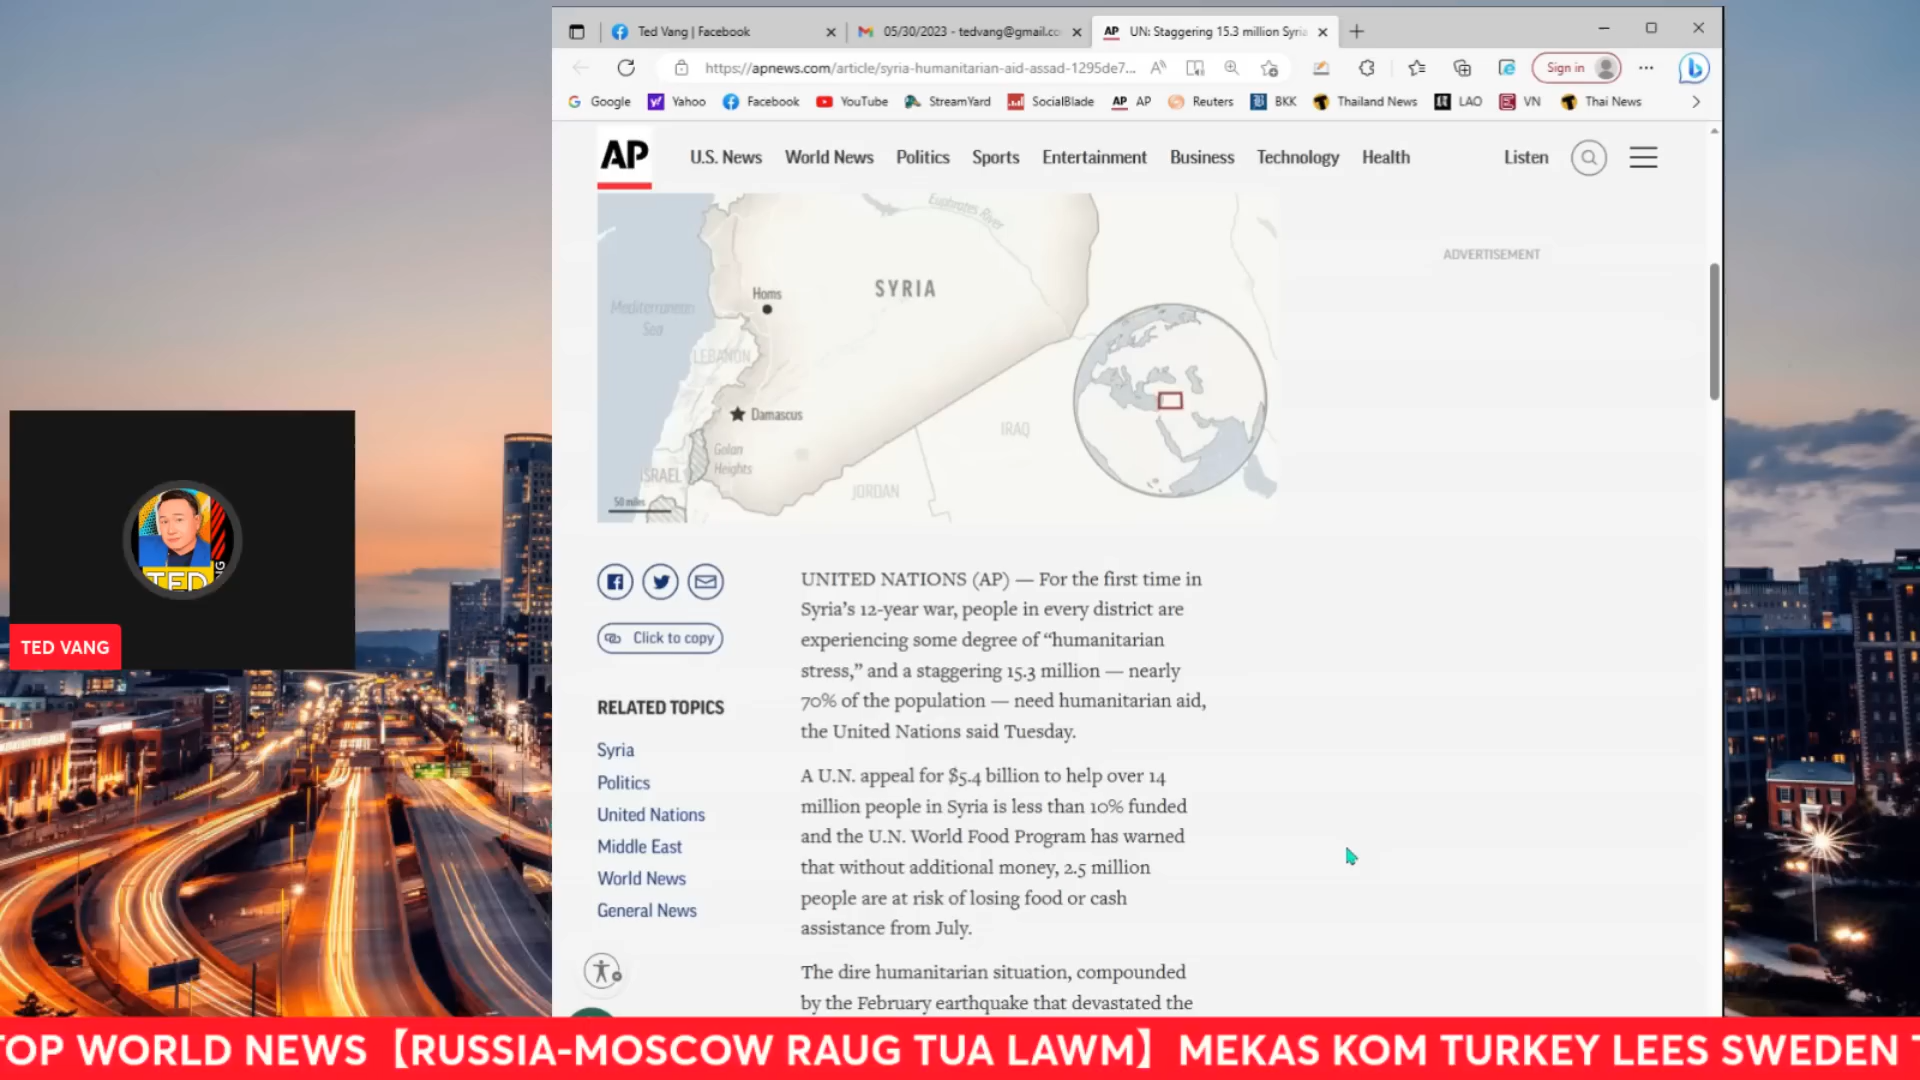 Ted Vang | Facebook
05/30/2023 - tedvang@gmail.co
AP UN: Staggering 15.3 million Syria
https://apnews.com/article/syria-humanitarian-aid-assad-1295de7...
Sign in
Google Yahoo Facebook YouTube StreamYard SocialBlade AP AP Reuters BKK Thailand News LAO VN Thai News
AP U.S. News World News Politics Sports Entertainment Business Technology Health Listen
Euphrates River
ADVERTISEMENT
SYRIA
Homs
Mediterranean
Sea
LEBANON
Damascus
IRAQ
Golan
Heights
ISRAEL
JORDAN
50 miles
TED
TED VANG
Click to copy
RELATED TOPICS
Syria
Politics
United Nations
Middle East
World News
General News
UNITED NATIONS (AP) — For the first time in
Syria’s 12-year war, people in every district are
experiencing some degree of “humanitarian
stress,” and a staggering 15.3 million — nearly
70% of the population — need humanitarian aid,
the United Nations said Tuesday.
A U.N. appeal for $5.4 billion to help over 14
million people in Syria is less than 10% funded
and the U.N. World Food Program has warned
that without additional money, 2.5 million
people are at risk of losing food or cash
assistance from July.
The dire humanitarian situation, compounded
by the February earthquake that devastated the
TOP WORLD NEWS【RUSSIA-MOSCOW RAUG TUA LAWM】MEKAS KOM TURKEY LEES SWEDEN T